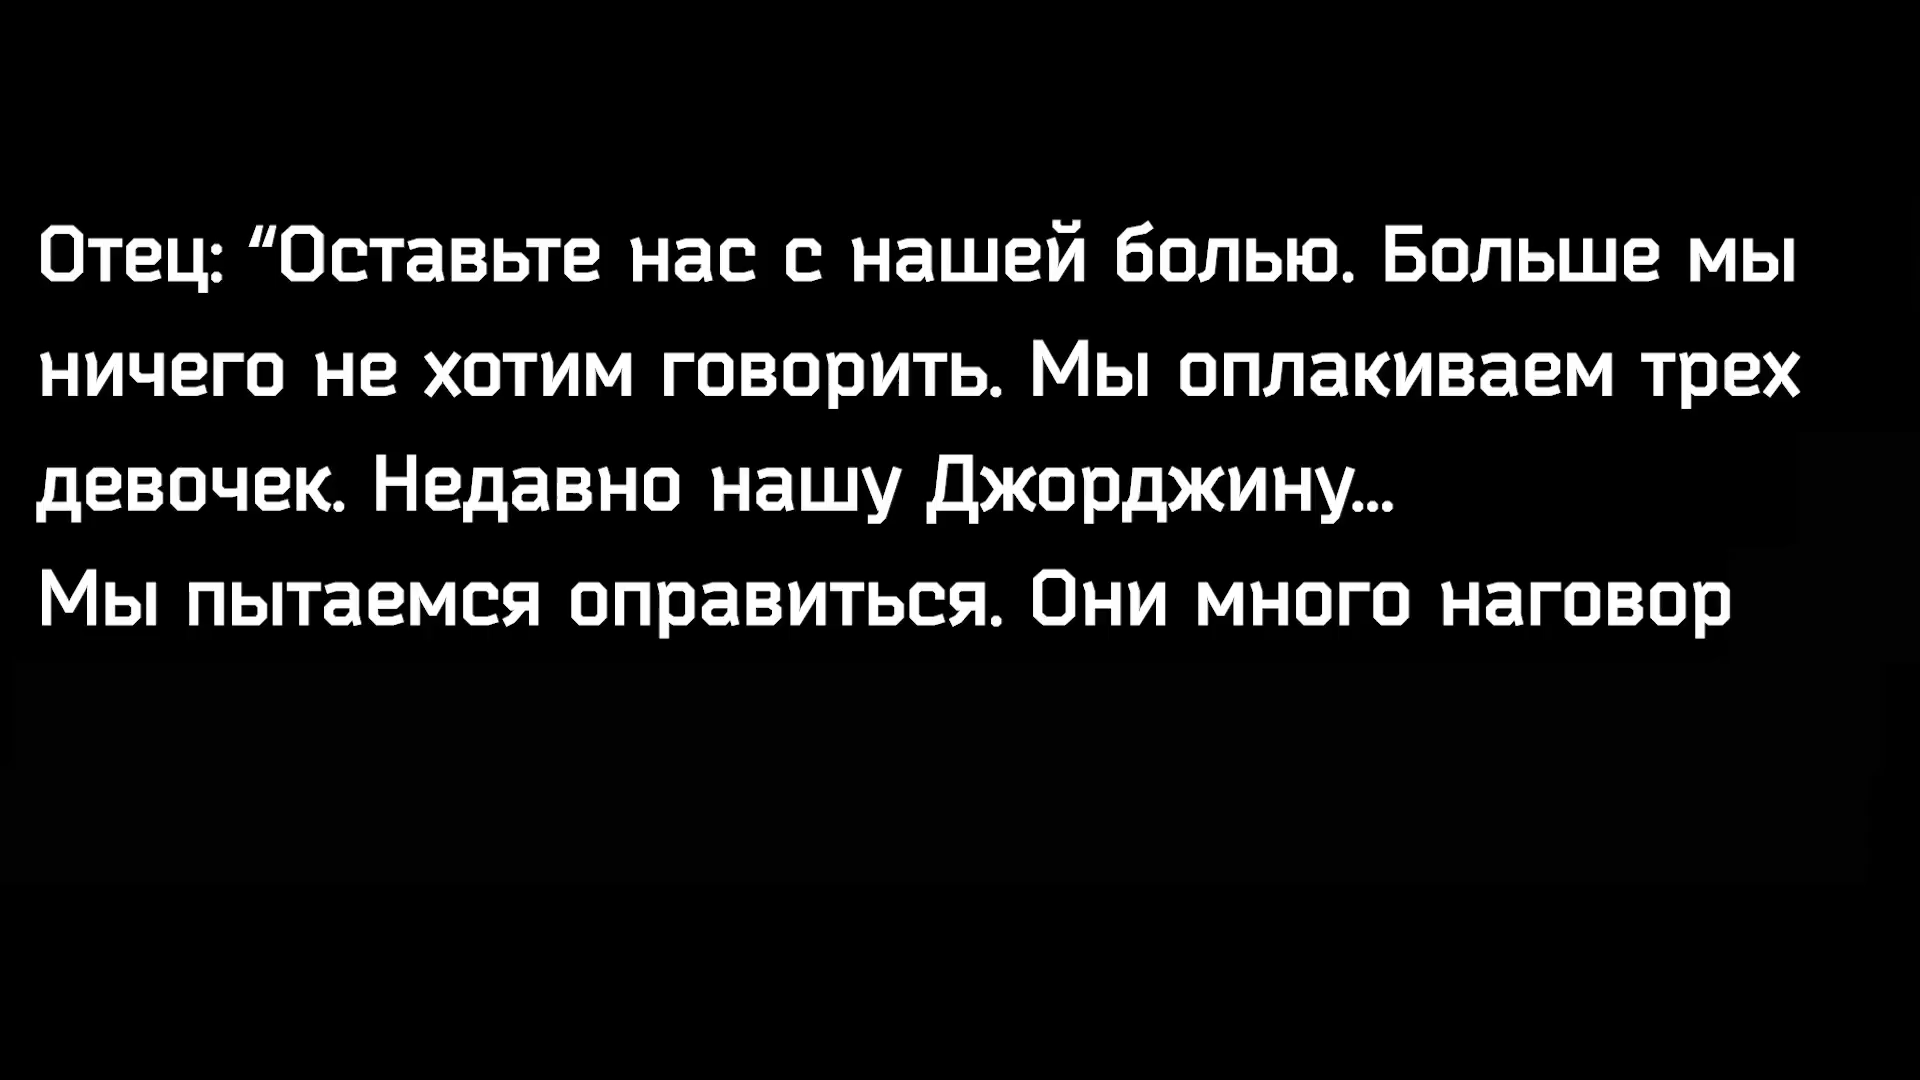 Отец: “Оставьте нас с нашей болью. Больше мы
ничего не хотим говорить. Мы оплакиваем трех
девочек. Недавно нашу Джорджину...
Мы пытаемся оправиться. Они много наговор